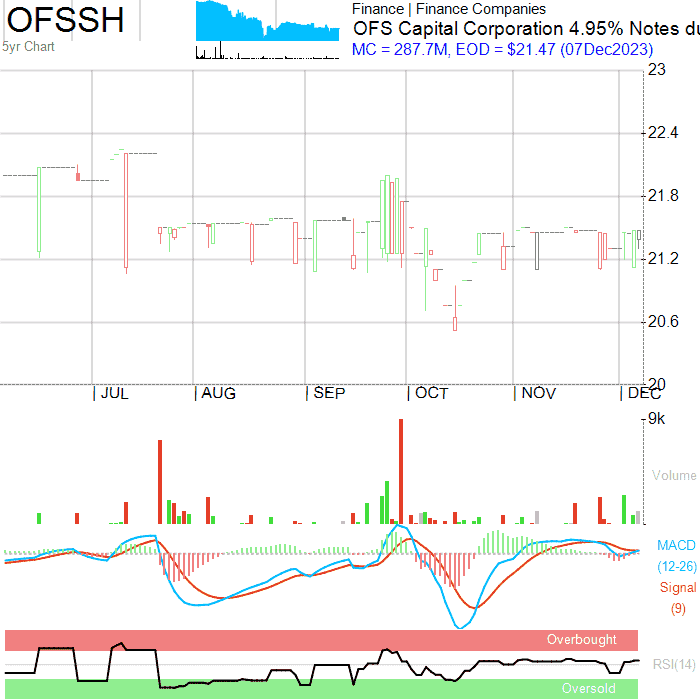 OFSSH
5yr Chart
Finance | Finance Companies
OFS Capital Corporation 4.95% Notes du
MC = 287.7M, EOD = $21.47 (07Dec2023)
23
22.4
21.8
21.2
20.6
20
JUL AUG SEP OCT NOV DEC
9k
Volume
MACD
(12-26)
Signal
(9)
Overbought
RSI(14)
Oversold